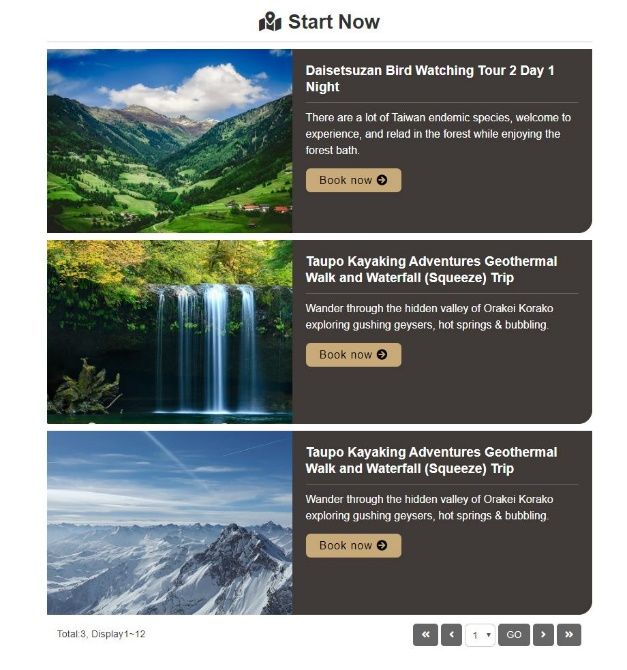 Start Now
Daisetsuzan Bird Watching Tour 2 Day 1
Night
There are a lot of Taiwan endemic species, welcome to
experience, and relad in the forest while enjoying the
forest bath.
Book now
Taupo Kayaking Adventures Geothermal
Walk and Waterfall (Squeeze) Trip
Wander through the hidden valley of Orakei Korako
exploring gushing geysers, hot springs & bubbling.
Book now
Taupo Kayaking Adventures Geothermal
Walk and Waterfall (Squeeze) Trip
Wander through the hidden valley of Orakei Korako
exploring gushing geysers, hot springs & bubbling.
Book now
Total:3, Display1~12 1 GO